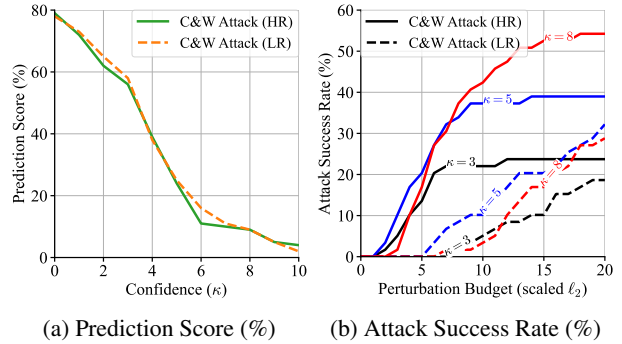 (a)
80
60
40
20
0
Prediction Score (%)
C&W Attack (HR)
C&W Attack (LR)
0 2 4 6 8 10
Confidence (κ)
(b)
60
50
40
30
20
10
0
Attack Success Rate (%)
C&W Attack (HR)
C&W Attack (LR)
κ = 8
κ = 5
κ = 3
κ = 5
κ = 8
κ = 3
0 5 10 15 20
Perturbation Budget (scaled ℓ2)
(a) Prediction Score (%)
(b) Attack Success Rate (%)